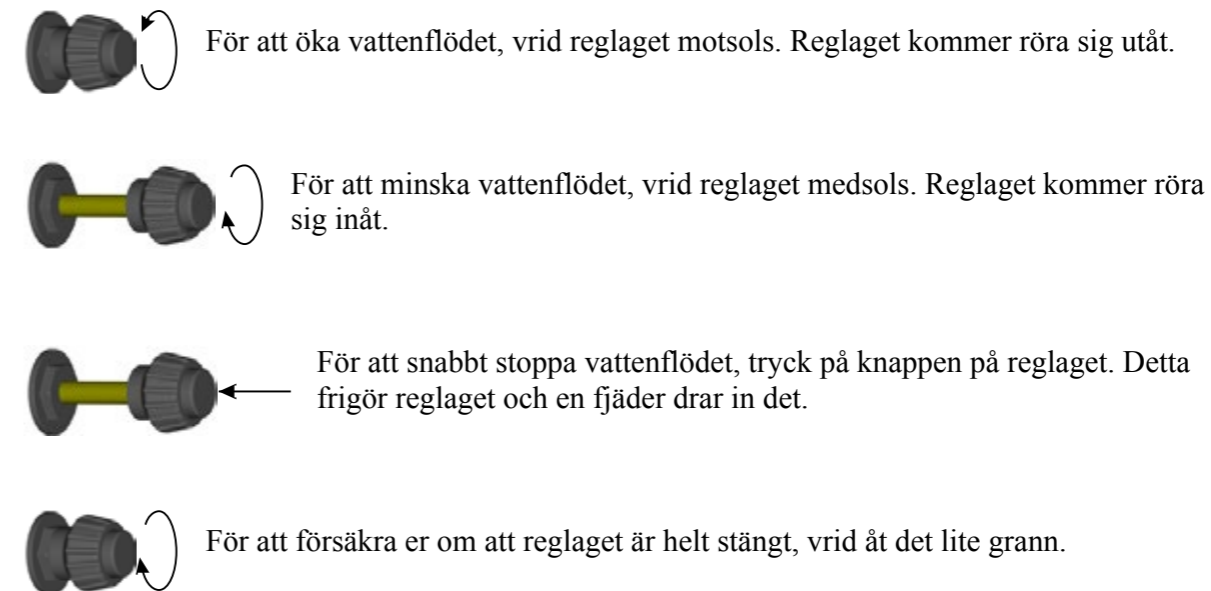 För att öka vattenflödet, vrid reglaget motsols. Reglaget kommer röra sig utåt.
För att minska vattenflödet, vrid reglaget medsols. Reglaget kommer röra
sig inåt.
För att snabbt stoppa vattenflödet, tryck på knappen på reglaget. Detta
frigör reglaget och en fjäder drar in det.
För att försäkra er om att reglaget är helt stängt, vrid åt det lite grann.